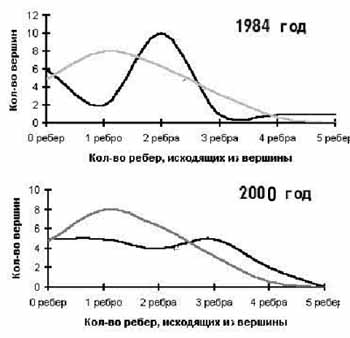 1984 год
Кол-во вершин
12
10
8
6
4
2
0
0 ребер 1 ребро 2 ребра 3 ребра 4 ребра 5 ребер
Кол-во ребер, исходящих из вершины
2000 год
Кол-во вершин
10
8
6
4
2
0
0 ребер 1 ребро 2 ребра 3 ребра 4 ребра 5 ребер
Кол-во ребер, исходящих из вершины